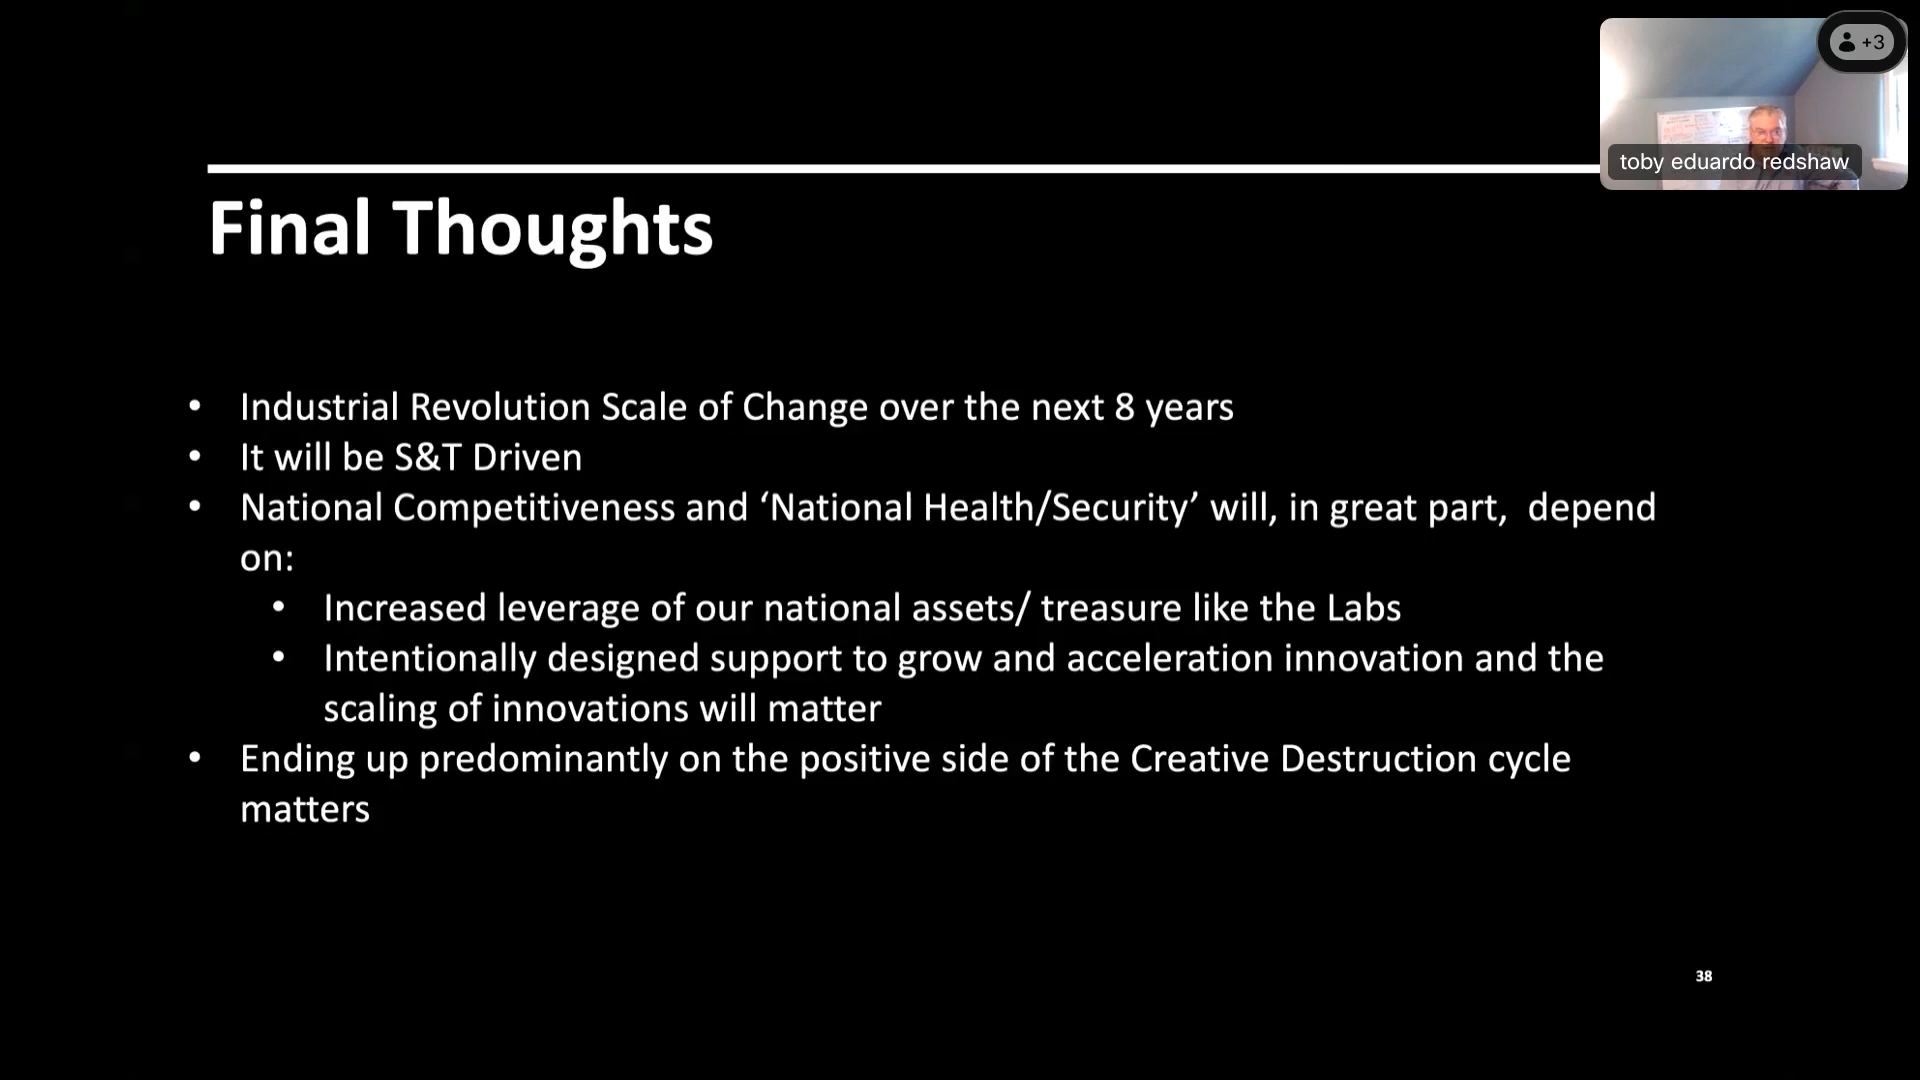 +3
toby eduardo redshaw
Final Thoughts
• Industrial Revolution Scale of Change over the next 8 years
• It will be S&T Driven
• National Competitiveness and ‘National Health/Security’ will, in great part,  depend
on:
• Increased leverage of our national assets/ treasure like the Labs
• Intentionally designed support to grow and acceleration innovation and the
scaling of innovations will matter
• Ending up predominantly on the positive side of the Creative Destruction cycle
matters
38